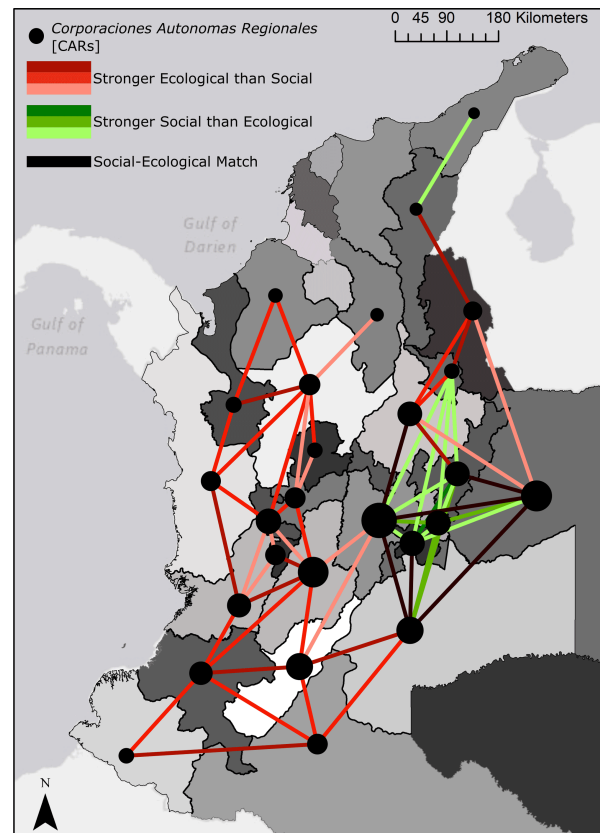 Corporaciones Autonomas Regionales
[CARs]
Stronger Ecological than Social
Stronger Social than Ecological
Social-Ecological Match
0 45 90 180 Kilometers
Gulf of
Darien
Gulf of
Panama
N